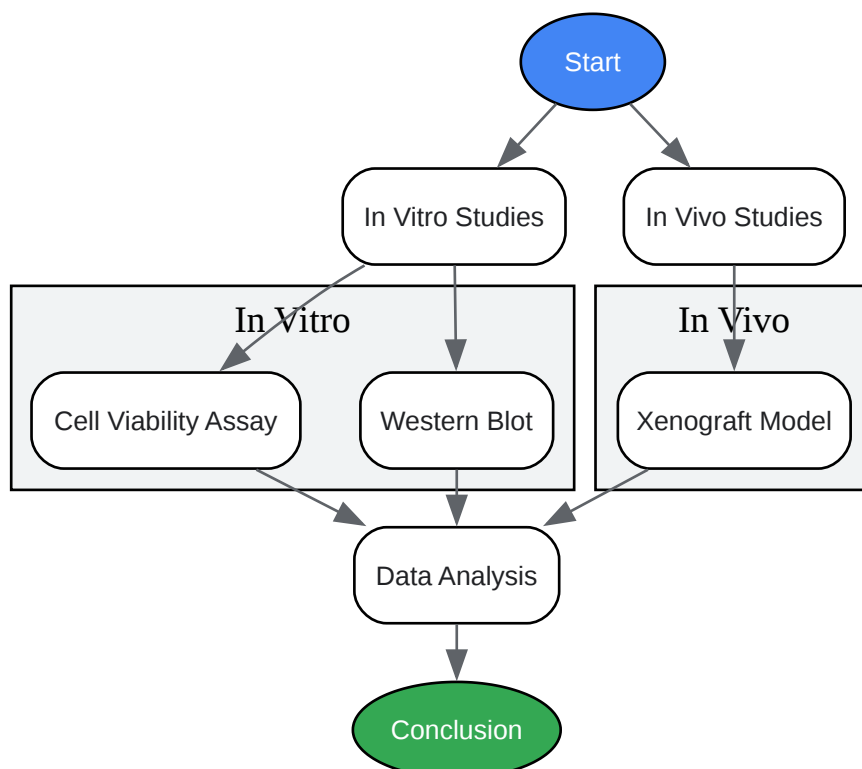 Start
In Vitro Studies
In Vivo Studies
In Vitro
In Vivo
Cell Viability Assay
Western Blot
Xenograft Model
Data Analysis
Conclusion